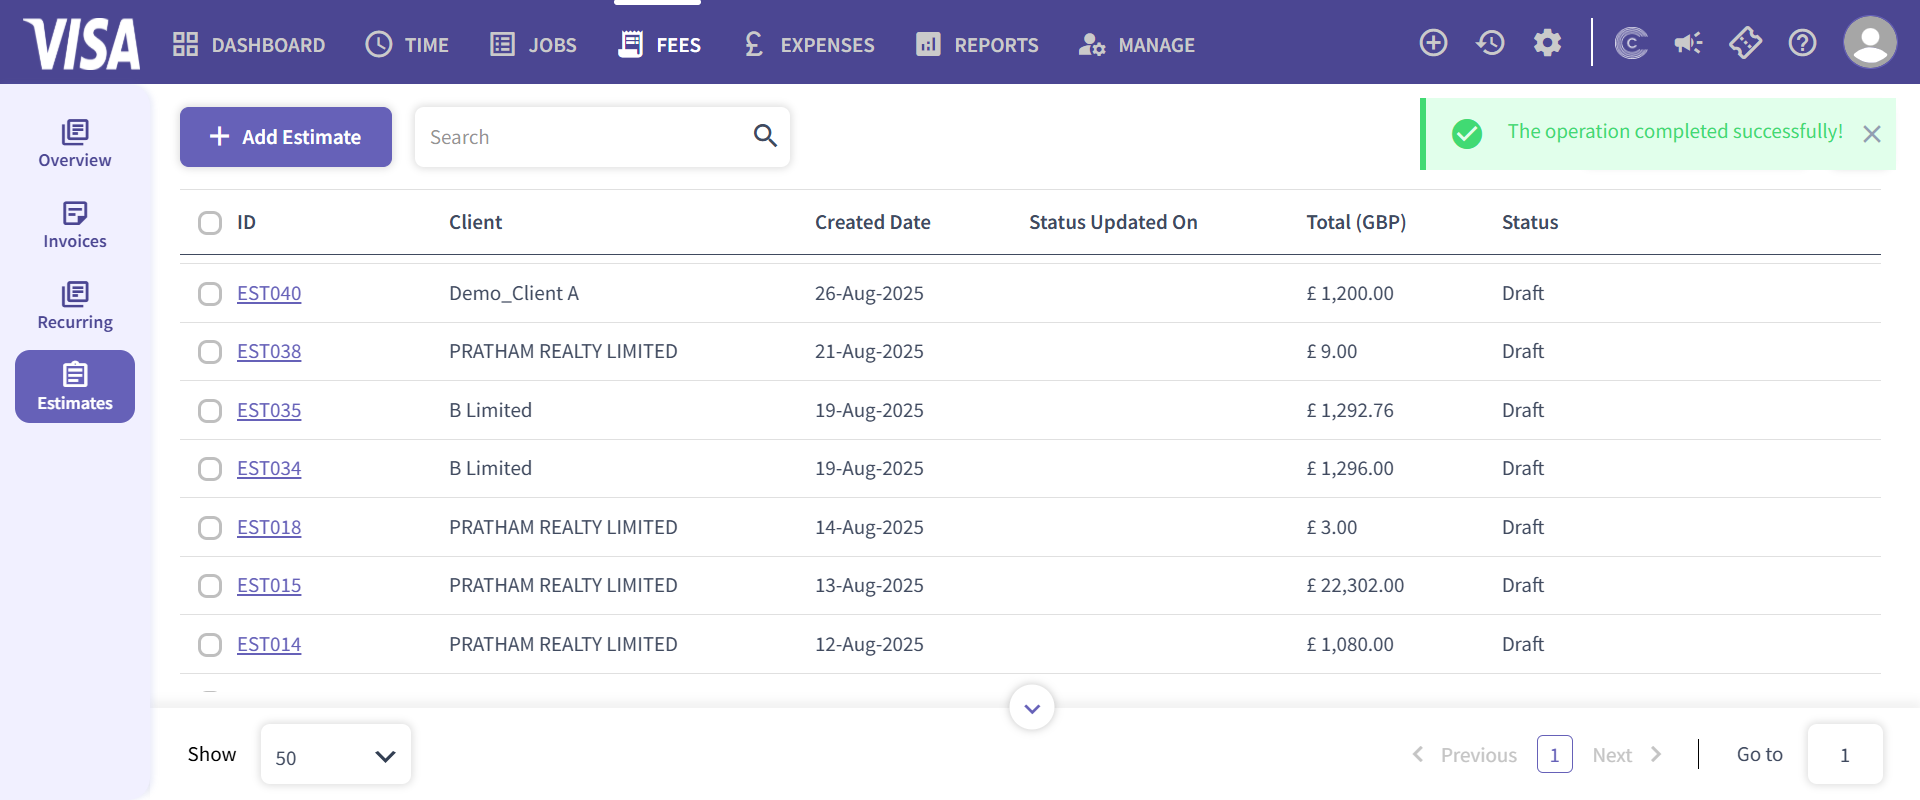 VISA
DASHBOARD
TIME
JOBS
FEES
EXPENSES
REPORTS
MANAGE
Overview
Invoices
Recurring
Estimates
Add Estimate
Search
The operation completed successfully!
ID Client Created Date Status Updated On Total (GBP) Status
EST040 Demo_Client A 26-Aug-2025 £ 1,200.00 Draft
EST038 PRATHAM REALTY LIMITED 21-Aug-2025 £ 9.00 Draft
EST035 B Limited 19-Aug-2025 £ 1,292.76 Draft
EST034 B Limited 19-Aug-2025 £ 1,296.00 Draft
EST018 PRATHAM REALTY LIMITED 14-Aug-2025 £ 3.00 Draft
EST015 PRATHAM REALTY LIMITED 13-Aug-2025 £ 22,302.00 Draft
EST014 PRATHAM REALTY LIMITED 12-Aug-2025 £ 1,080.00 Draft
Show 50 Previous 1 Next Go to 1